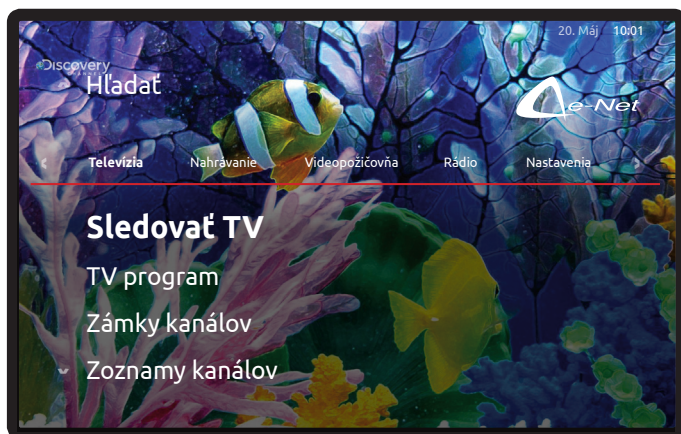 20. Máj 10:01
Discovery
CHANNEL
Hľadať
e-Net
Televízia Nahrávanie Videopožičovňa Rádio Nastavenia
Sledovať TV
TV program
Zámky kanálov
Zoznamy kanálov